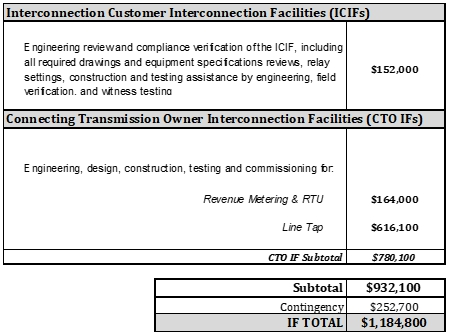 Interconnection Customer Interconnection Facilities (ICIFs)
Engineering review and compliance verification of the ICIF, including
all required drawings and equipment specifications reviews, relay
settings, construction and testing assistance by engineering, field
verification, and witness testing
$152,000
Connecting Transmission Owner Interconnection Facilities (CTO IFs)
Engineering, design, construction, testing and commissioning for:
Revenue Metering & RTU $164,000
Line Tap $616,100
CTO IF Subtotal $780,100
Subtotal $932,100
Contingency $252,700
IF TOTAL $1,184,800